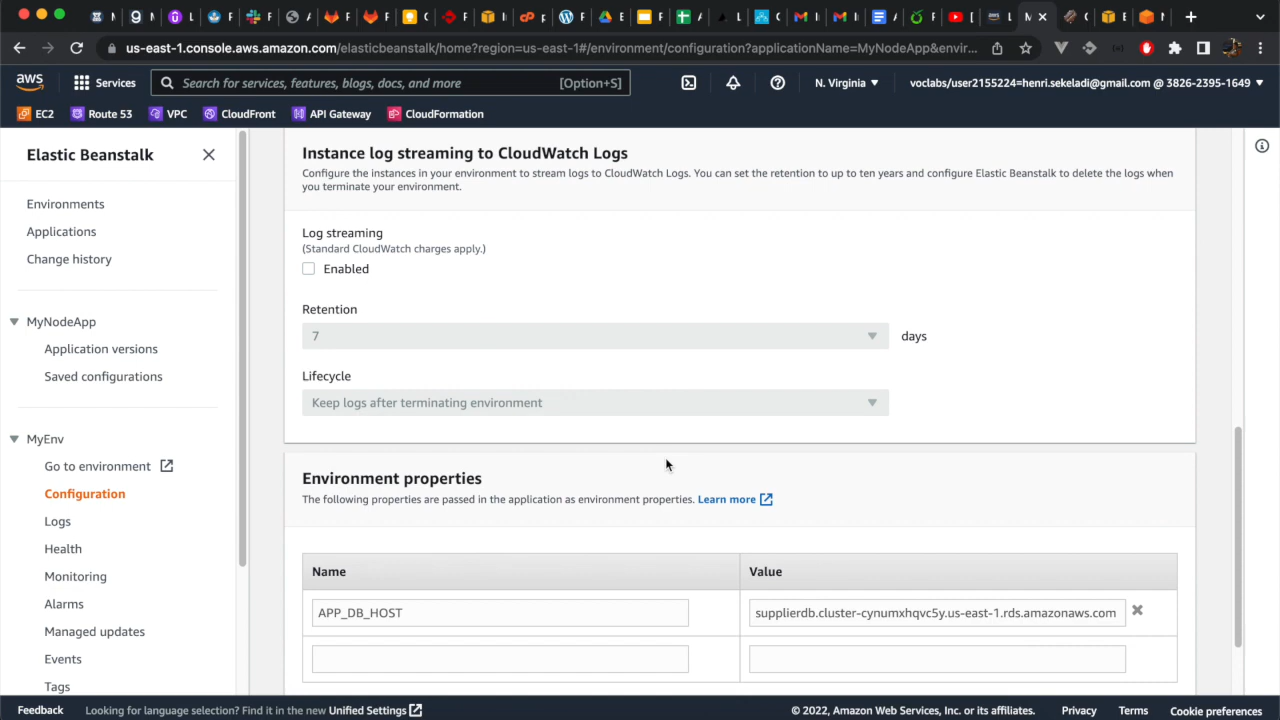 us-east-1.console.aws.amazon.com/elasticbeanstalk/home?region=us-east-1#/environment/configuration?applicationName=MyNodeApp&envir...
aws
Services
Search for services, features, blogs, docs, and more
[Option+S]
N. Virginia
voclabs/user2155224=henri.sekeladi@gmail.com @ 3826-2395-1649
EC2
Route 53
VPC
CloudFront
API Gateway
CloudFormation
Elastic Beanstalk
Environments
Applications
Change history
MyNodeApp
Application versions
Saved configurations
MyEnv
Go to environment
Configuration
Logs
Health
Monitoring
Alarms
Managed updates
Events
Tags
Instance log streaming to CloudWatch Logs
Configure the instances in your environment to stream logs to CloudWatch Logs. You can set the retention to up to ten years and configure Elastic Beanstalk to delete the logs when
you terminate your environment.
Log streaming
(Standard CloudWatch charges apply.)
Enabled
Retention
7
days
Lifecycle
Keep logs after terminating environment
Environment properties
The following properties are passed in the application as environment properties. Learn more
Name
Value
APP_DB_HOST
supplierdb.cluster-cynumxhqvc5y.us-east-1.rds.amazonaws.com
Feedback
Looking for language selection? Find it in the new Unified Settings
© 2022, Amazon Web Services, Inc. or its affiliates.
Privacy
Terms
Cookie preferences